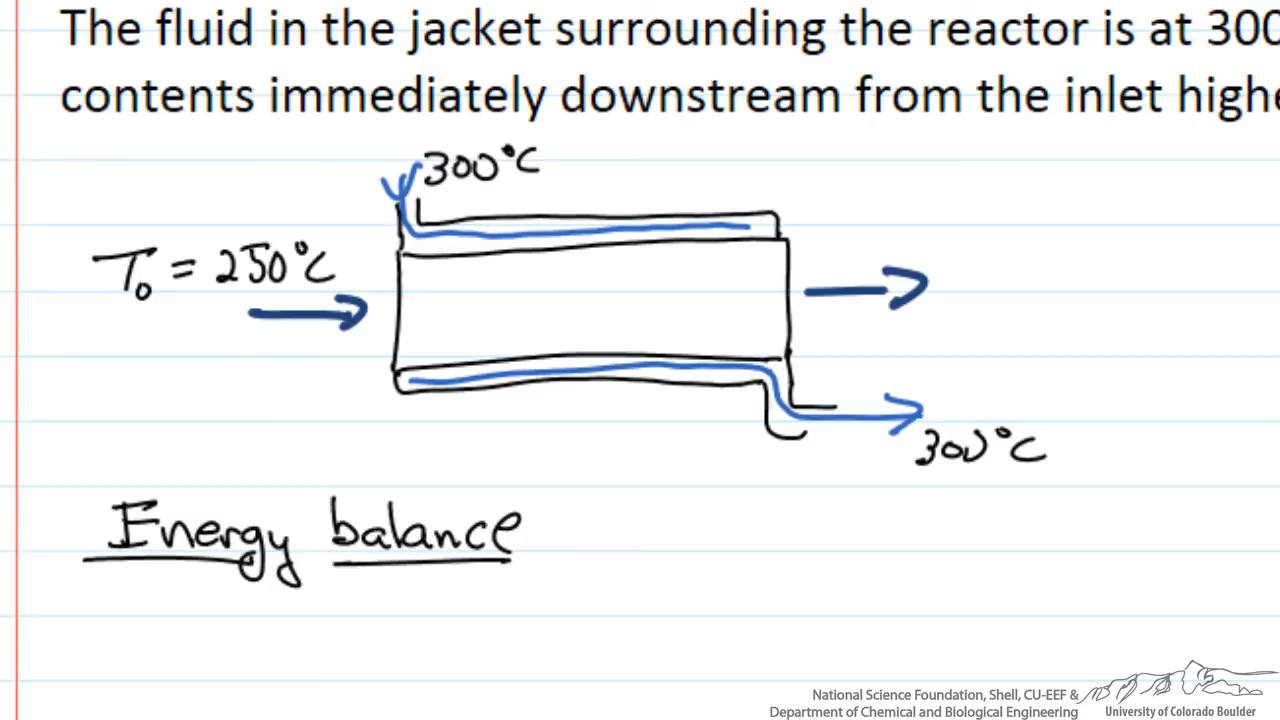 The fluid in the jacket surrounding the reactor is at 300
contents immediately downstream from the inlet highe
300°C
T₀ = 250°C
300°C
Energy balance
National Science Foundation, Shell, CU-EEF &
Department of Chemical and Biological Engineering
University of Colorado Boulder